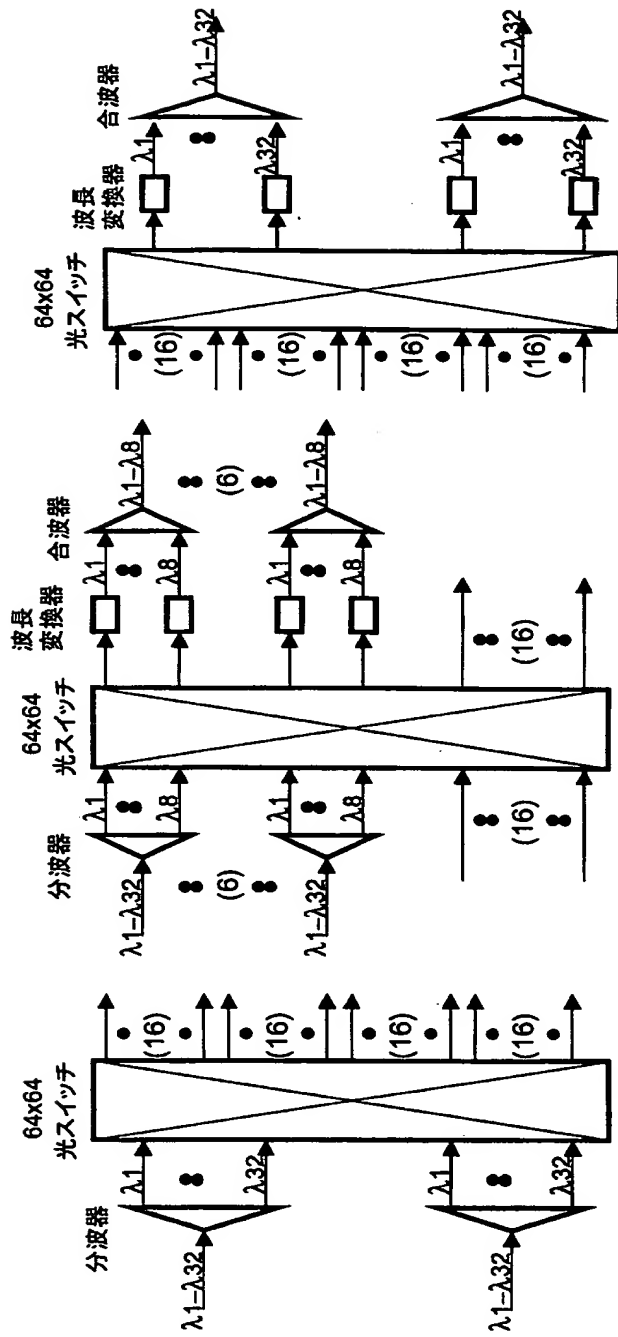 分波器
64x64
光スイッチ
λ1−λ32
λ1
λ32
λ1−λ32
λ1
λ32
(16)
(16)
(16)
(16)
分波器
64x64
光スイッチ
波長
変換器
合波器
λ1−λ32
λ1
λ8
(6)
λ1−λ32
λ1
λ8
(16)
λ1
λ8
λ1−λ8
(6)
λ1
λ8
λ1−λ8
(16)
64x64
光スイッチ
波長
変換器
合波器
(16)
(16)
(16)
(16)
λ1
λ32
λ1−λ32
λ1
λ32
λ1−λ32